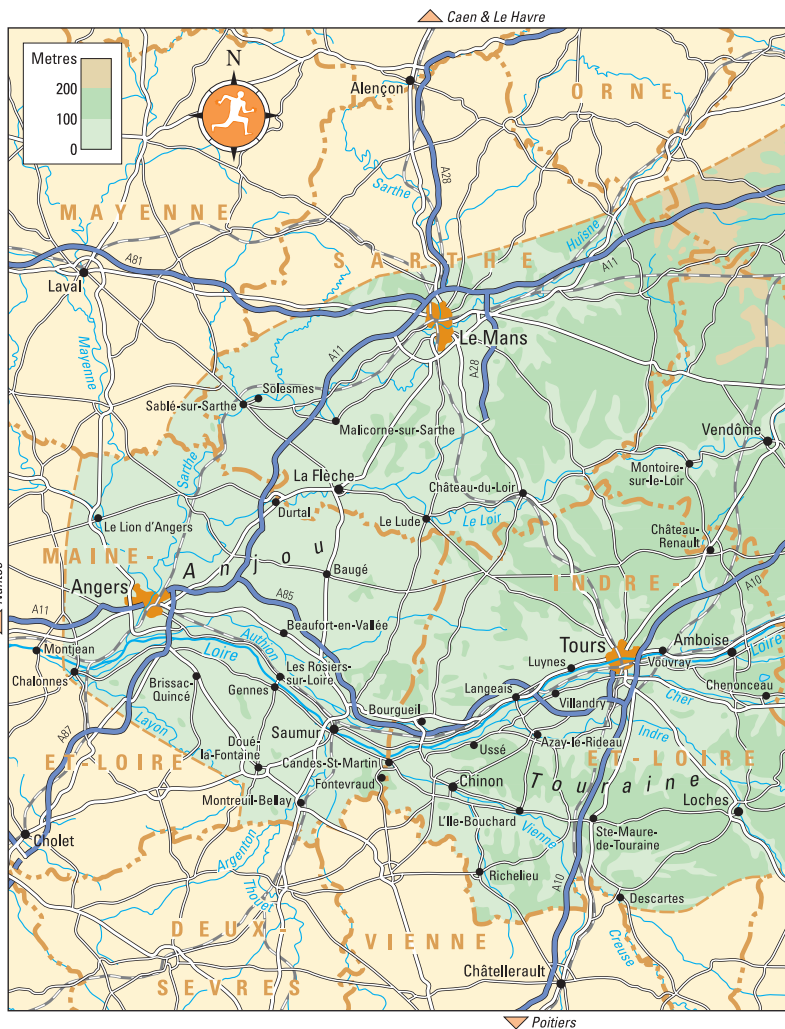 Caen & Le Havre
Metres
200
100
0
N
Alençon
ORNE
A28
Sarthe
MAYENNE
Huîsne
SARTHE
A81
A11
Laval
Le Mans
Mayenne
A11
A28
Solesmes
Sablé-sur-Sarthe
Malicorne-sur-Sarthe
Vendôme
Sarthe
Montoire-
sur-le-Loir
La Flèche
Château-du-Loir
Durtal
Le Lude
Le Loir
Le Lion d'Angers
Château-
Renault
MAINE-
Anjou
Baugé
INDRE-
Angers
A10
A11
A85
Beaufort-en-Vallée
Authion
Tours
Amboise
Loire
Montjean
Loire
Luynes
Vouvray
Chalonnes
Les Rosiers-
sur-Loire
Brissac-
Quincé
Gennes
Langeais
Villandry
Cher
Chenonceau
Layon
Bourgueil
Indre
A87
Saumur
Ussé
Azay-le-Rideau
Doué-
la-Fontaine
ET-LOIRE
Candes-St-Martin
ET-LOIRE
Fontevraud
Chinon
Touraine
Montreuil-Bellay
Loches
L'Ile-Bouchard
Vienne
Ste-Maure-
de-Touraine
Cholet
Argenton
Thouet
Richelieu
A10
Descartes
DEUX-
VIENNE
Creuse
SEVRES
Châtellerault
Poitiers